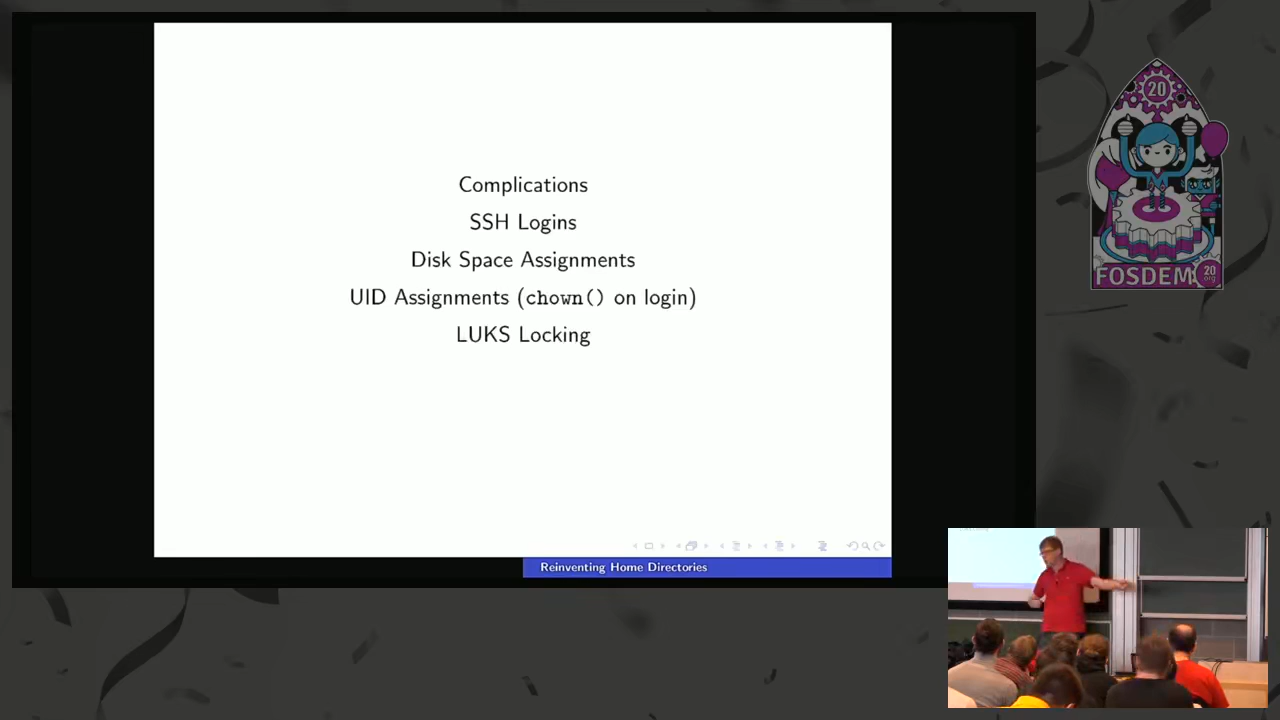 Complications
SSH Logins
Disk Space Assignments
UID Assignments (chown() on login)
LUKS Locking
Reinventing Home Directories
20
FOSDEM
20
.org